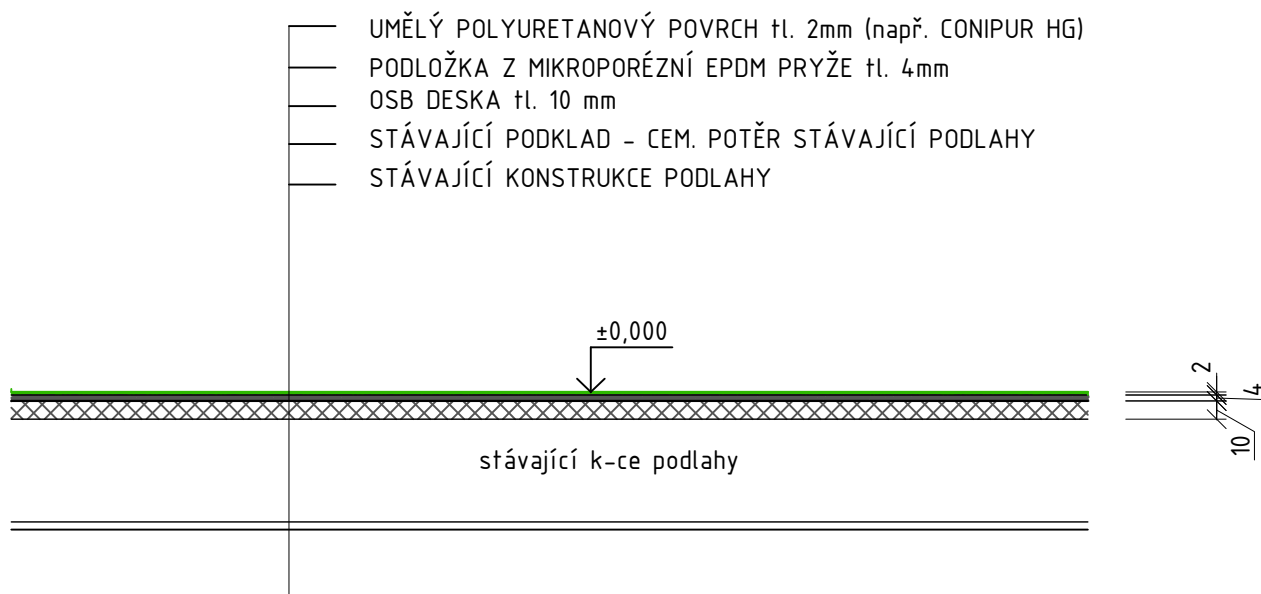 UMĚLÝ POLYURETANOVÝ POVRCH tl. 2mm (např. CONIPUR HG)
PODLOŽKA Z MIKROPORÉZNÍ EPDM PRYŽE tl. 4mm
OSB DESKA tl. 10 mm
STÁVAJÍCÍ PODKLAD - CEM. POTĚR STÁVAJÍCÍ PODLAHY
STÁVAJÍCÍ KONSTRUKCE PODLAHY
±0,000
2
4
10
stávající k-ce podlahy